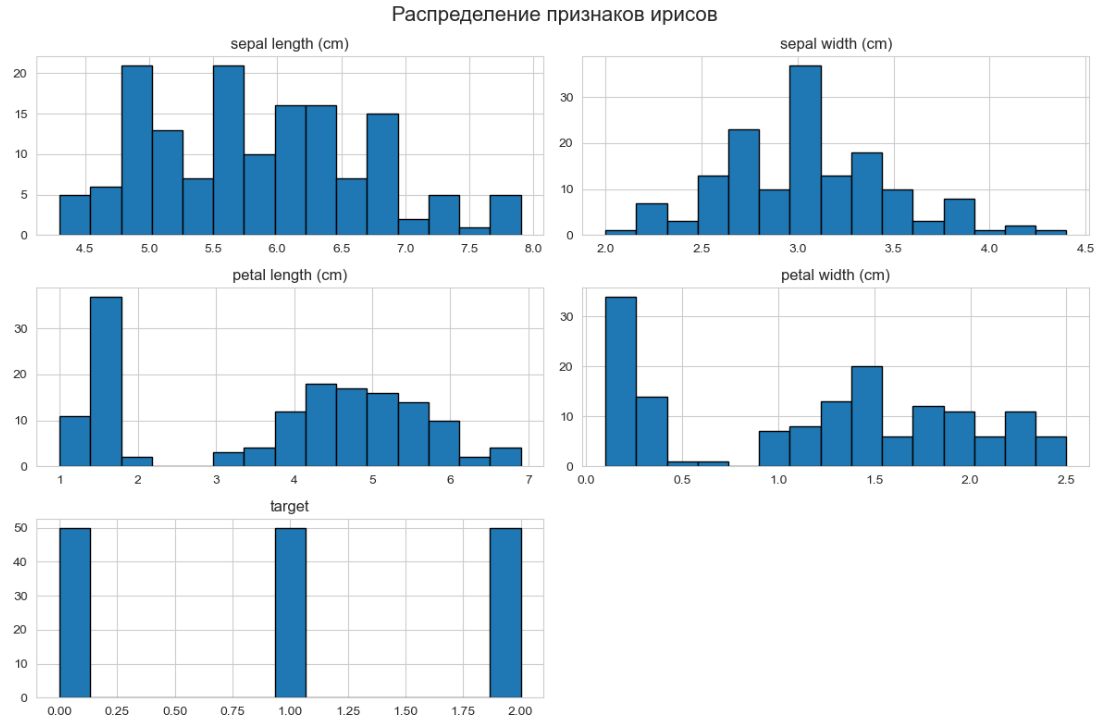 Распределение признаков ирисов
sepal length (cm)
20
15
10
5
0
4.5 5.0 5.5 6.0 6.5 7.0 7.5 8.0
sepal width (cm)
30
20
10
0
2.0 2.5 3.0 3.5 4.0 4.5
petal length (cm)
30
20
10
0
1 2 3 4 5 6 7
petal width (cm)
30
20
10
0
0.0 0.5 1.0 1.5 2.0 2.5
target
50
40
30
20
10
0
0.00 0.25 0.50 0.75 1.00 1.25 1.50 1.75 2.00